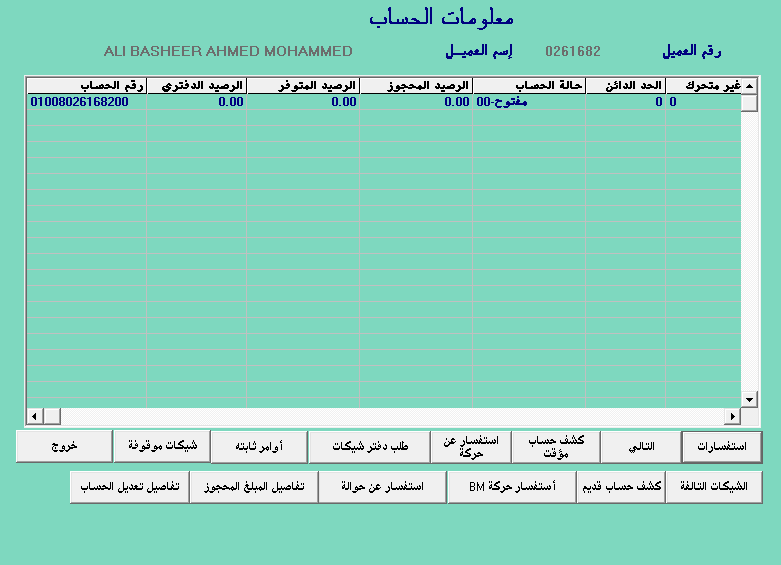 معلومات الحساب
رقم العميل 0261682 إسم العميــل ALI BASHEER AHMED MOHAMMED
غير متحرك الحد الدائن حالة الحساب الرصيد المحجوز الرصيد المتوفر الرصيد الدفتري رقم الحساب
0 0 مفتوح-00 0.00 0.00 0.00 01008026168200
استفسارات التالي كشف حساب مؤقت استفسار عن حركة طلب دفتر شيكات أوامر ثابته شيكات موقوفة خروج
الشيكات التالفة كشف حساب قديم أستفسار حركة BM استفسار عن حوالة تفاصيل المبلغ المحجوز تفاصيل تعديل الحساب